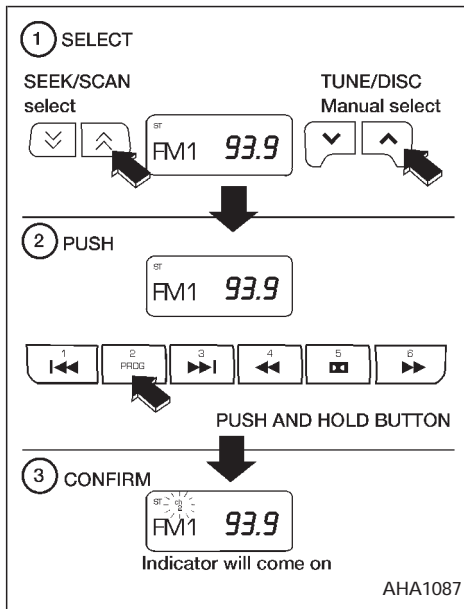 1 SELECT
SEEK/SCAN
select
TUNE/DISC
Manual select
ST
FM1 93.9
2 PUSH
ST
FM1 93.9
1 2 3 4 5 6
PROG
PUSH AND HOLD BUTTON
3 CONFIRM
ST
2
FM1 93.9
Indicator will come on
AHA1087